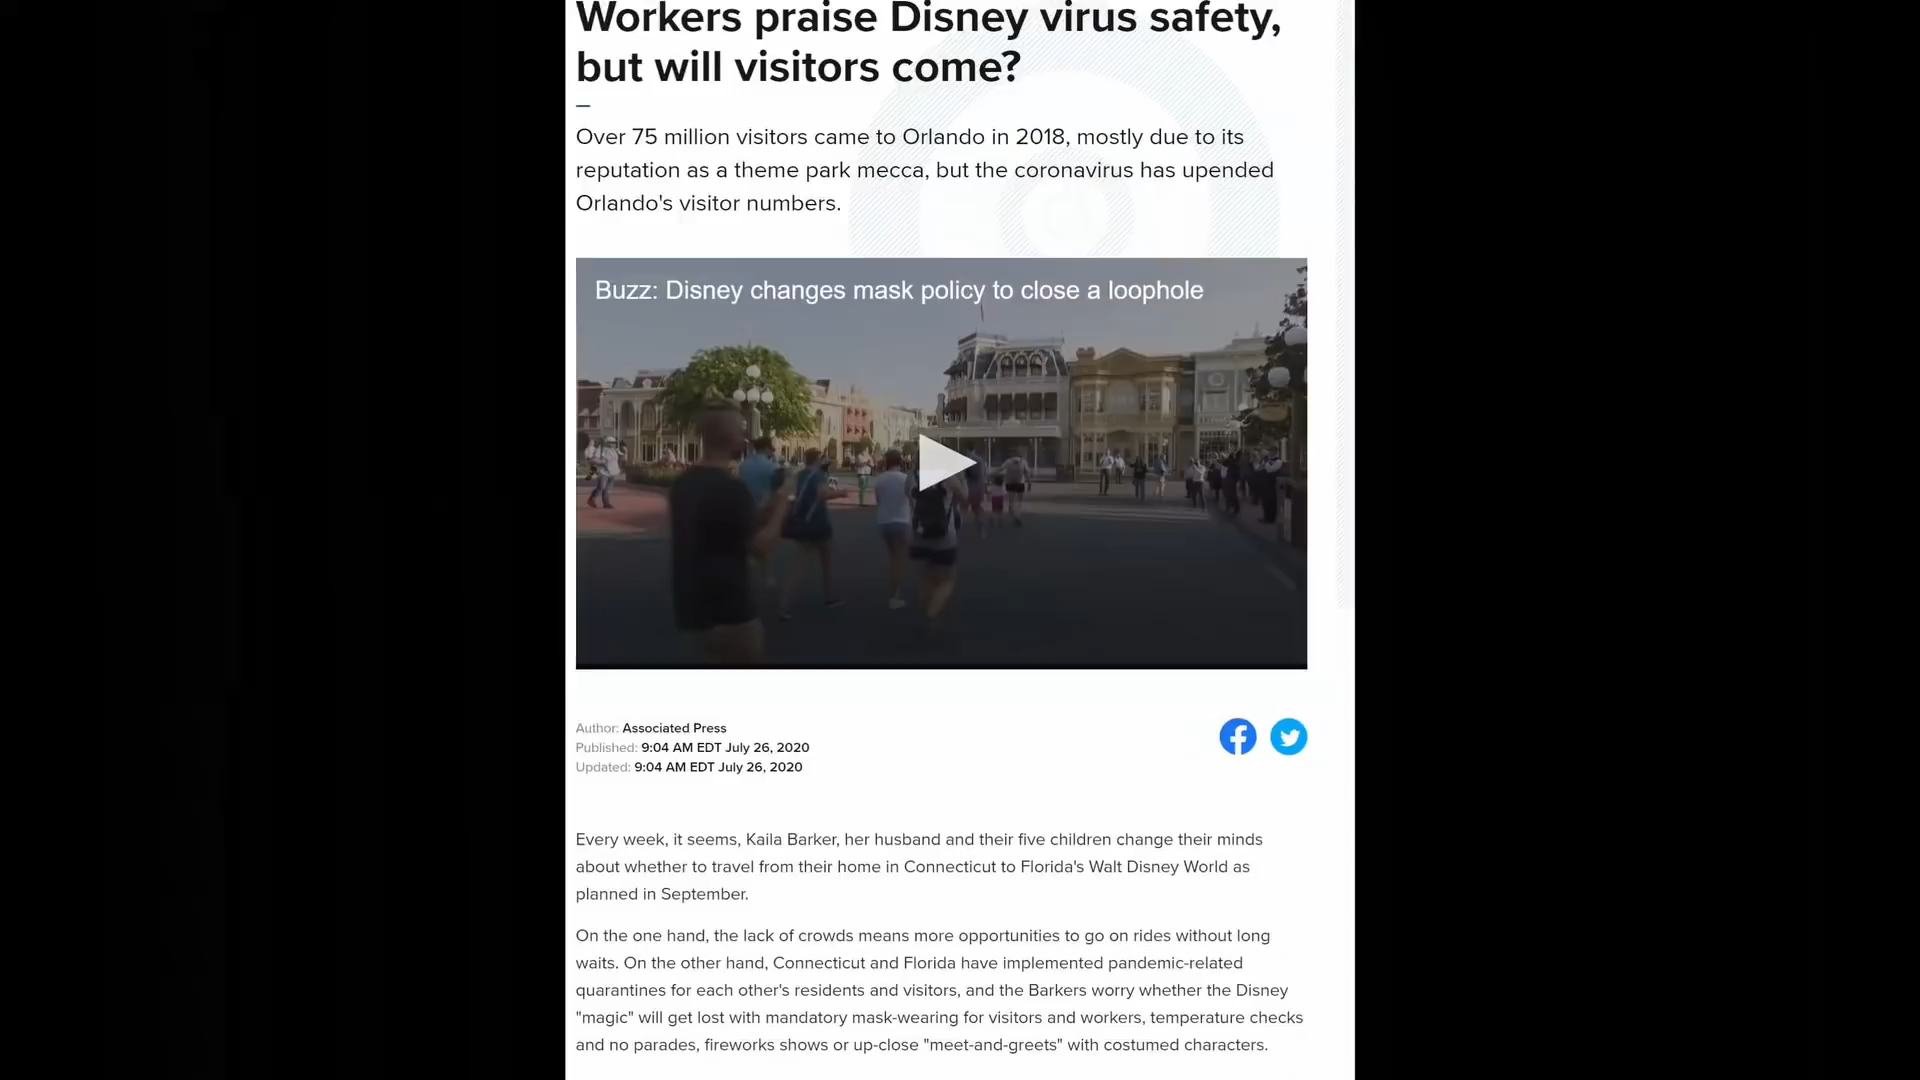 Workers praise Disney virus safety,
but will visitors come?
Over 75 million visitors came to Orlando in 2018, mostly due to its
reputation as a theme park mecca, but the coronavirus has upended
Orlando's visitor numbers.
Buzz: Disney changes mask policy to close a loophole
Author: Associated Press
Published: 9:04 AM EDT July 26, 2020
Updated: 9:04 AM EDT July 26, 2020
Every week, it seems, Kaila Barker, her husband and their five children change their minds
about whether to travel from their home in Connecticut to Florida's Walt Disney World as
planned in September.
On the one hand, the lack of crowds means more opportunities to go on rides without long
waits. On the other hand, Connecticut and Florida have implemented pandemic-related
quarantines for each other's residents and visitors, and the Barkers worry whether the Disney
"magic" will get lost with mandatory mask-wearing for visitors and workers, temperature checks
and no parades, fireworks shows or up-close "meet-and-greets" with costumed characters.